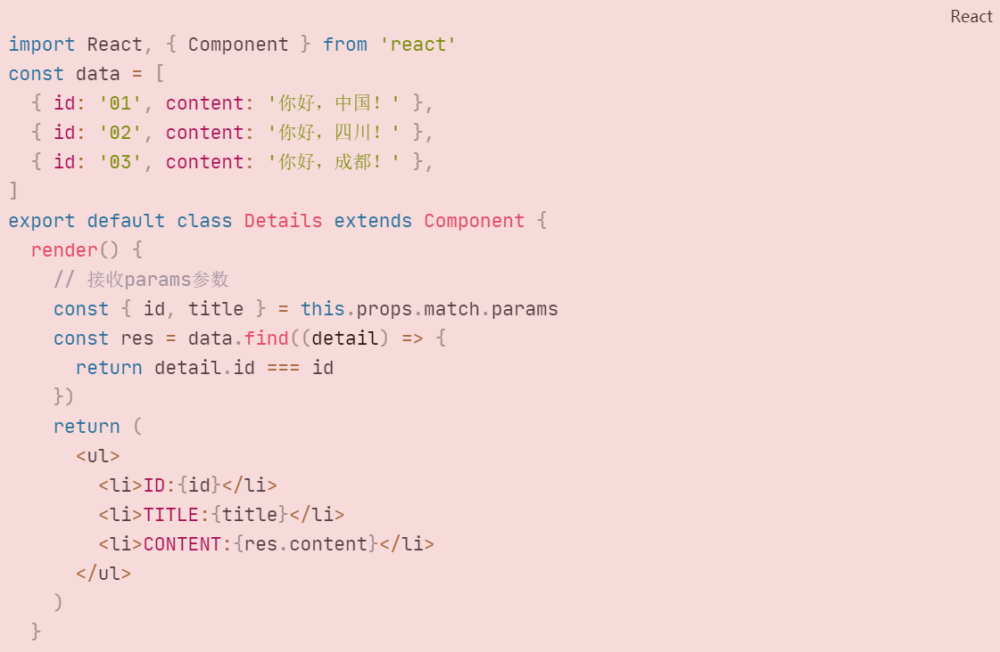 React
import React, { Component } from 'react'
const data = [
  { id: '01', content: '你好，中国！' },
  { id: '02', content: '你好，四川！' },
  { id: '03', content: '你好，成都！' },
]
export default class Details extends Component {
  render() {
    // 接收params参数
    const { id, title } = this.props.match.params
    const res = data.find((detail) => {
      return detail.id === id
    })
    return (
      <ul>
        <li>ID:{id}</li>
        <li>TITLE:{title}</li>
        <li>CONTENT:{res.content}</li>
      </ul>
    )
  }